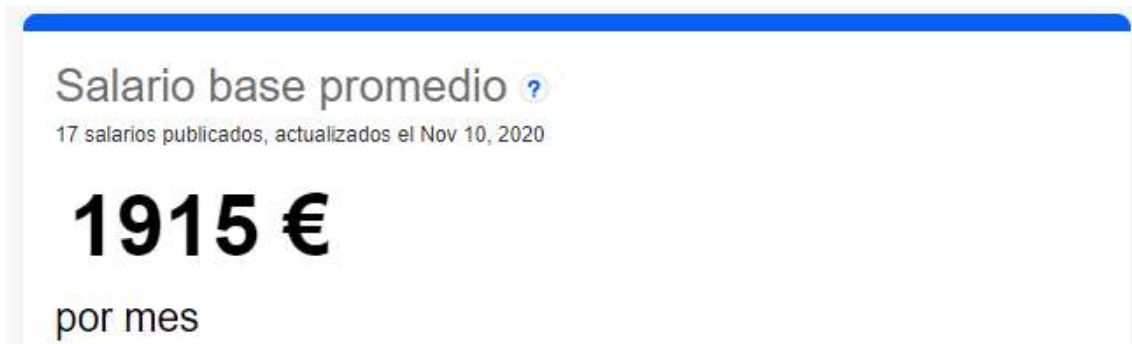 Salario base promedio ?
17 salarios publicados, actualizados el Nov 10, 2020
1915 €
por mes